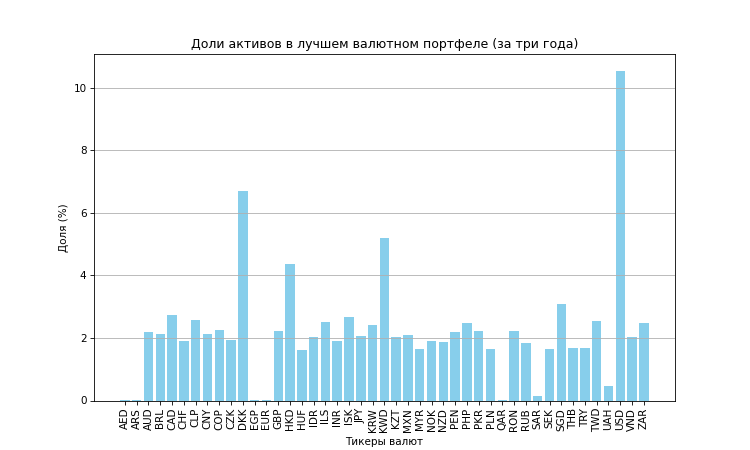 Доли активов в лучшем валютном портфеле (за три года)
Доля (%)
10
8
6
4
2
0
AED ARS AUD BRL CAD CHF CLP CNY COP CZK DKK EGP EUR GBP HKD HUF IDR ILS INR ISK JPY KRW KWD KZT MXN MYR NOK NZD PEN PHP PKR PLN QAR RON RUB SAR SEK SGD THB TRY TWD UAH USD VND ZAR
Тикеры валют